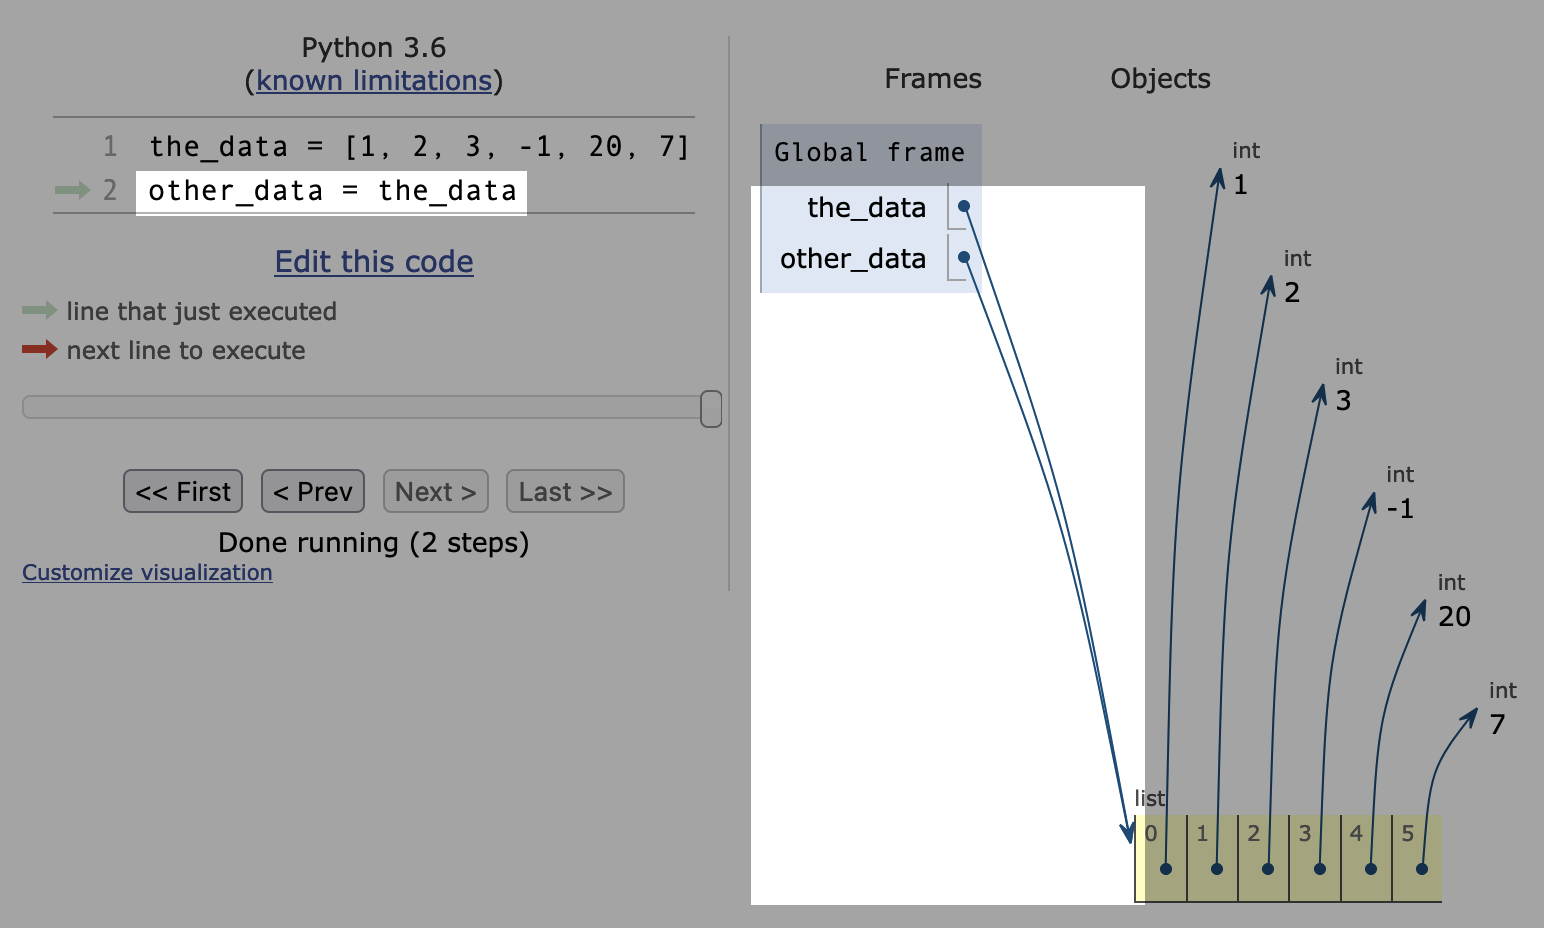 Python 3.6
(known limitations)
1 the_data = [1, 2, 3, -1, 20, 7]
2 other_data = the_data
Edit this code
line that just executed
next line to execute
<< First < Prev Next > Last >>
Done running (2 steps)
Customize visualization
Frames Objects
Global frame
the_data
other_data
int
1
int
2
int
3
int
-1
int
20
int
7
list
0 1 2 3 4 5